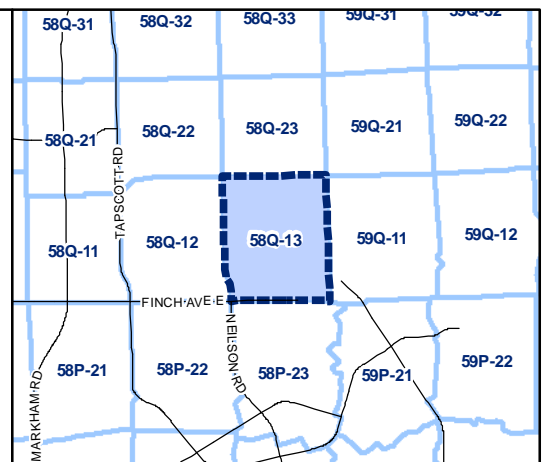 58Q-31
58Q-32
58Q-33
59Q-31
59Q-32
58Q-21
58Q-22
58Q-23
59Q-21
59Q-22
TAPSCOTT RD
58Q-11
58Q-12
58Q-13
59Q-11
59Q-12
FINCH AVE E
NEILSON RD
58P-21
58P-22
58P-23
59P-21
59P-22
MARKHAM RD